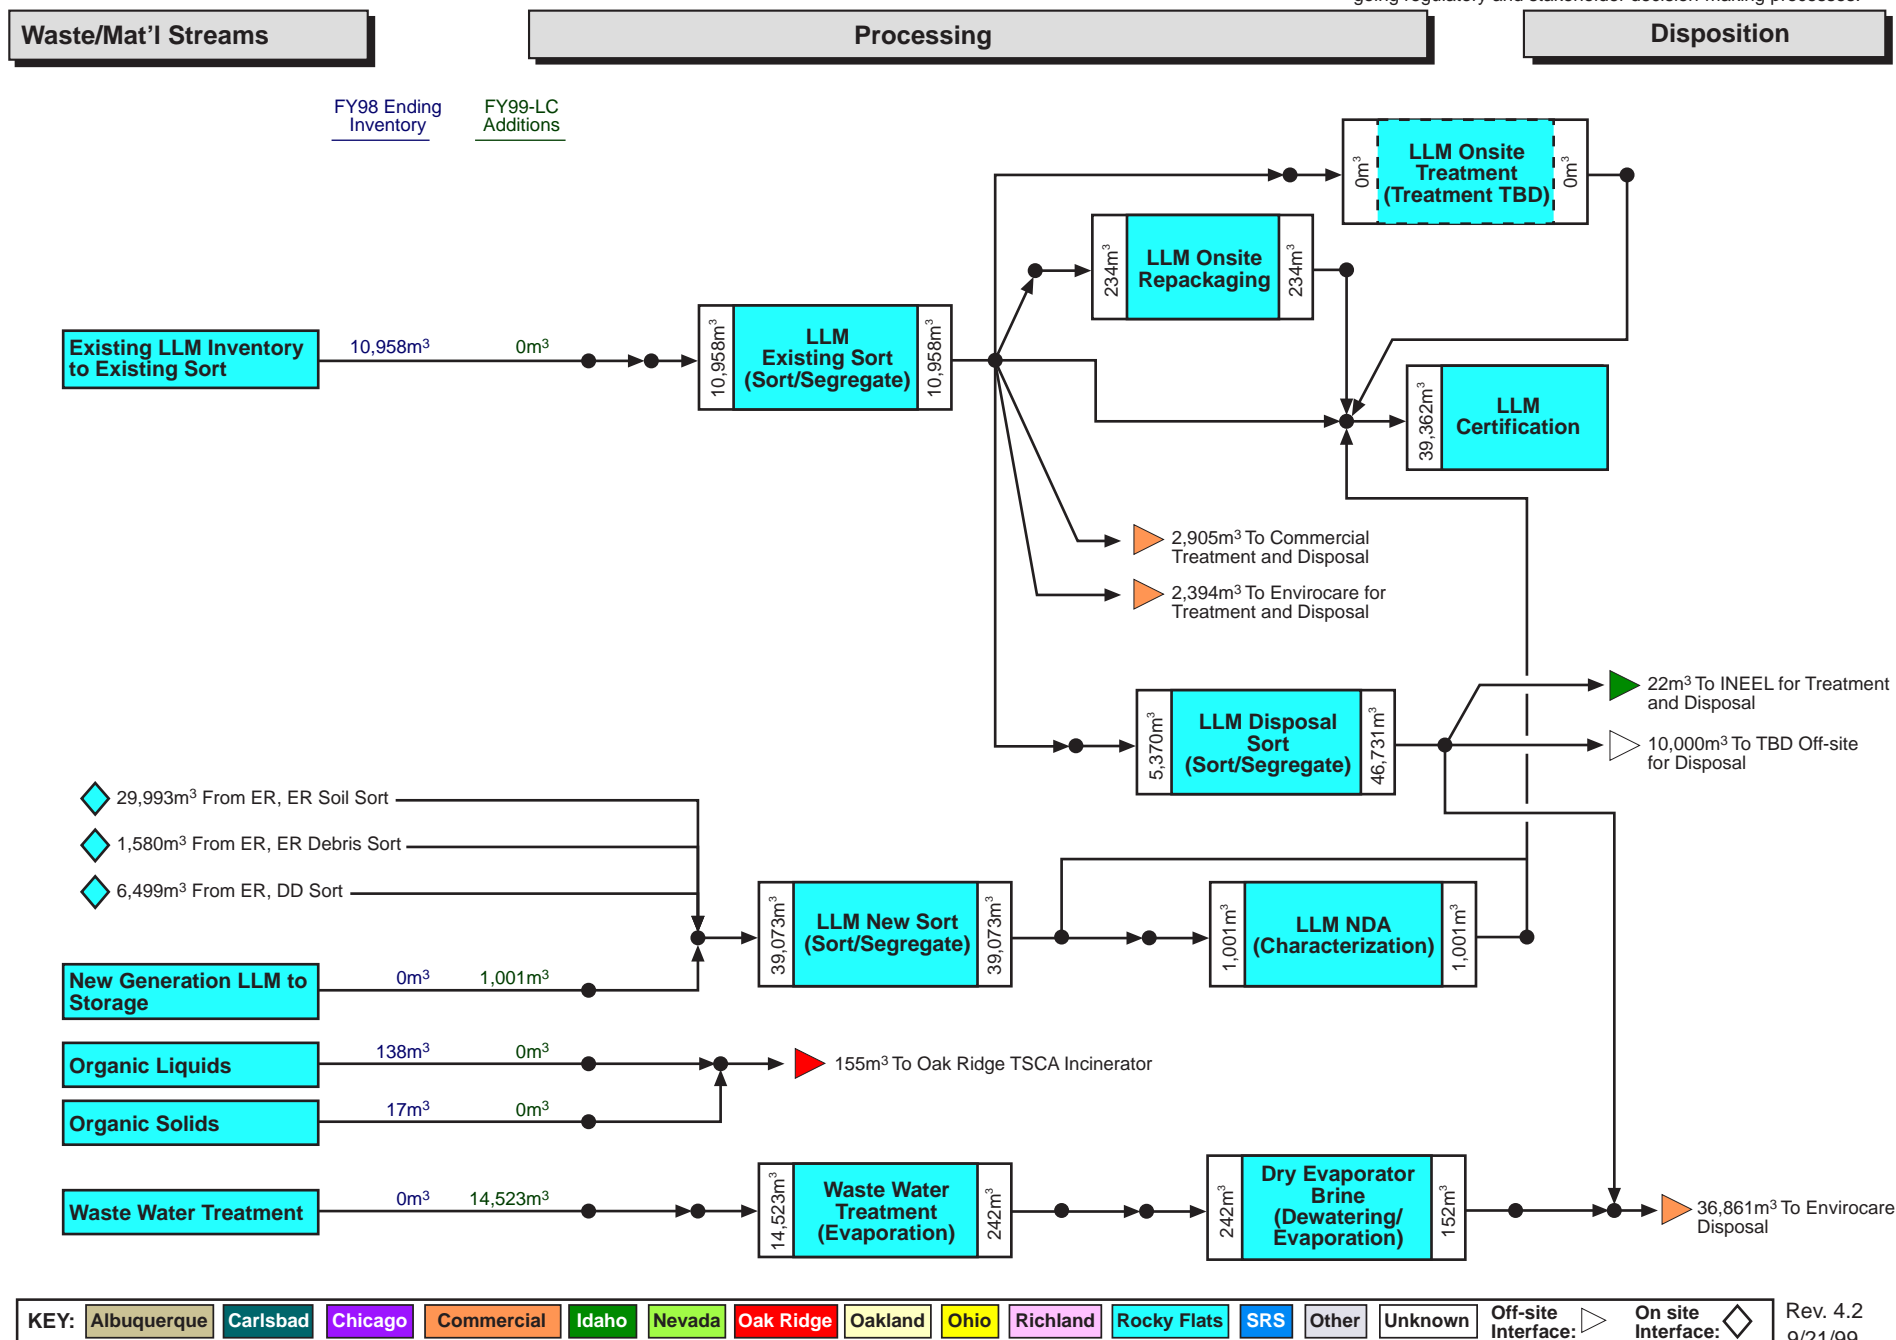 going regulatory and stakeholder decision making processes.
Waste/Mat'l Streams
Processing
Disposition
FY98 Ending
Inventory
FY99-LC
Additions
0m³
LLM Onsite
Treatment
(Treatment TBD)
0m³
234m³
LLM Onsite
Repackaging
234m³
Existing LLM Inventory
to Existing Sort
10,958m³
0m³
10,958m³
LLM
Existing Sort
(Sort/Segregate)
10,958m³
39,362m³
LLM
Certification
2,905m³ To Commercial
Treatment and Disposal
2,394m³ To Envirocare for
Treatment and Disposal
5,370m³
LLM Disposal
Sort
(Sort/Segregate)
46,731m³
22m³ To INEEL for Treatment
and Disposal
10,000m³ To TBD Off-site
for Disposal
29,993m³ From ER, ER Soil Sort
1,580m³ From ER, ER Debris Sort
6,499m³ From ER, DD Sort
39,073m³
LLM New Sort
(Sort/Segregate)
39,073m³
1,001m³
LLM NDA
(Characterization)
1,001m³
New Generation LLM to
Storage
0m³
1,001m³
Organic Liquids
138m³
0m³
155m³ To Oak Ridge TSCA Incinerator
Organic Solids
17m³
0m³
Waste Water Treatment
0m³
14,523m³
14,523m³
Waste Water
Treatment
(Evaporation)
242m³
242m³
Dry Evaporator
Brine
(Dewatering/
Evaporation)
152m³
36,861m³ To Envirocare
Disposal
KEY:
Albuquerque
Carlsbad
Chicago
Commercial
Idaho
Nevada
Oak Ridge
Oakland
Ohio
Richland
Rocky Flats
SRS
Other
Unknown
Off-site
Interface:
On site
Interface:
Rev. 4.2
9/21/99